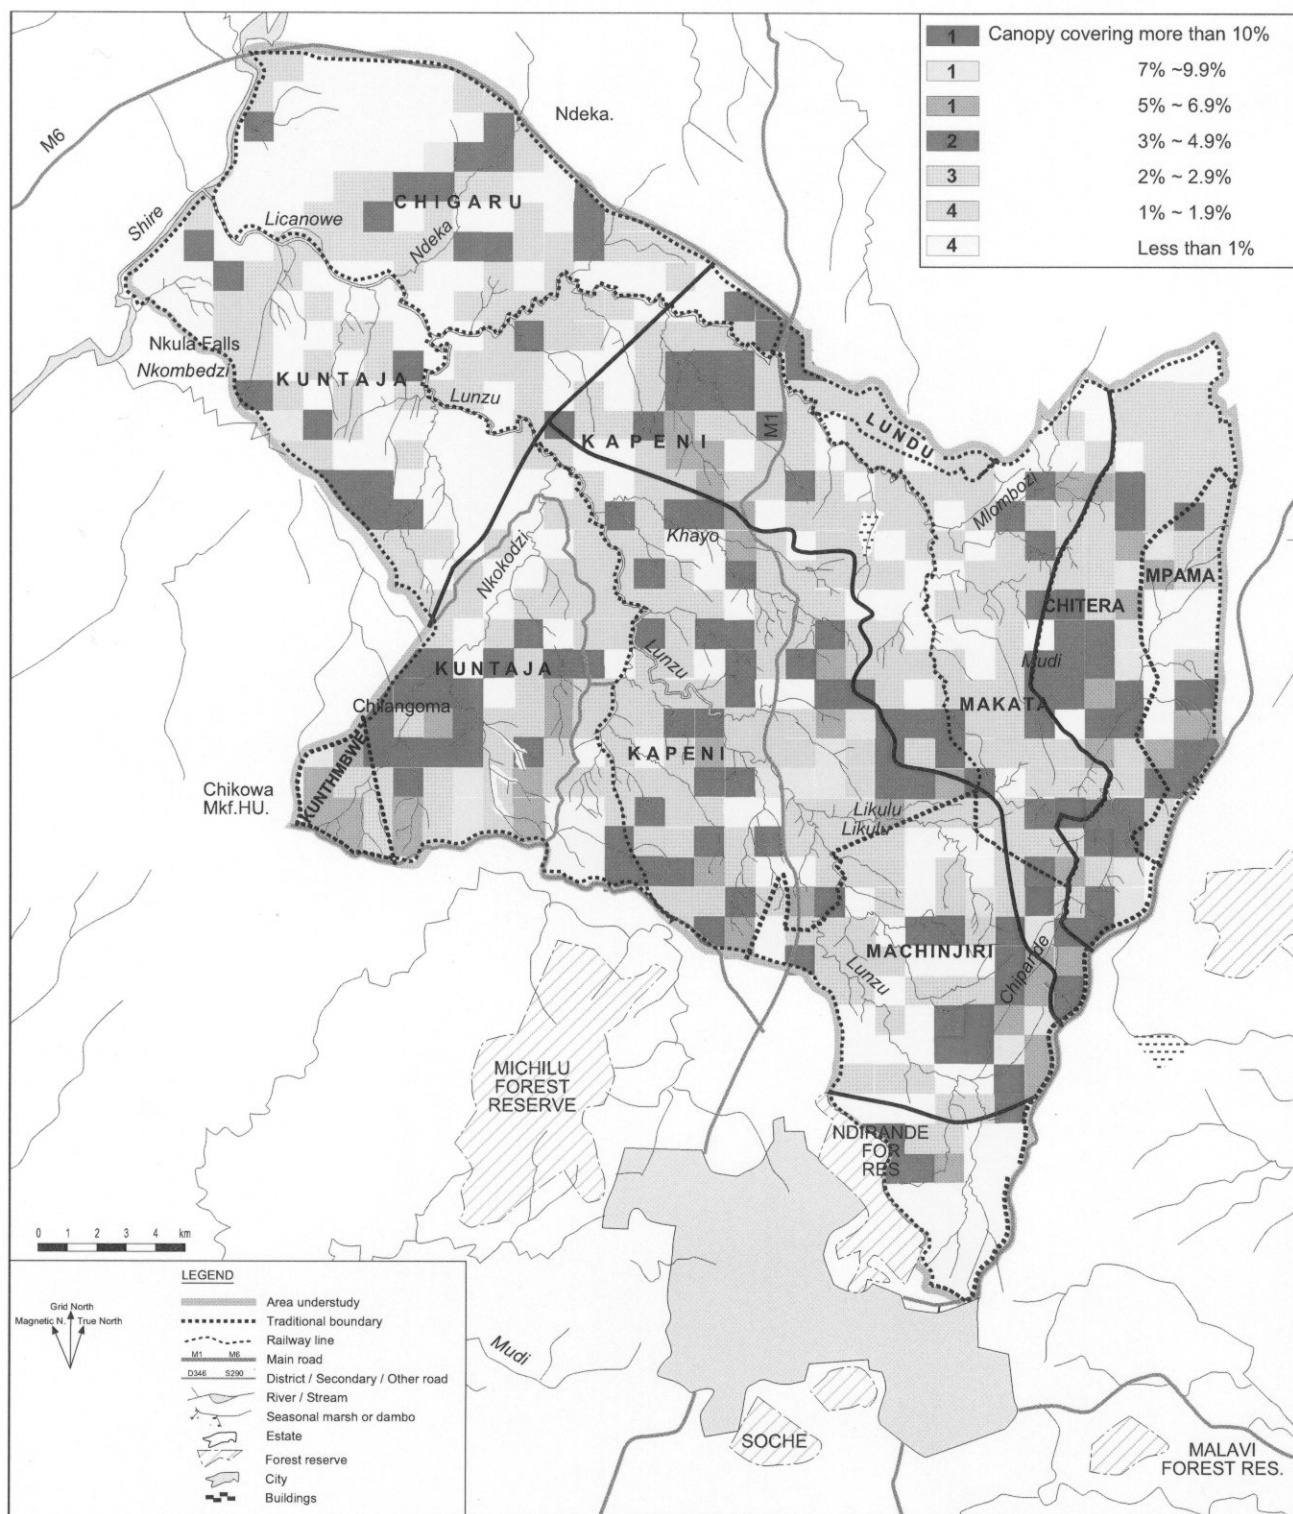 1 Canopy covering more than 10%
1 7% ~9.9%
1 5% ~ 6.9%
2 3% ~ 4.9%
3 2% ~ 2.9%
4 1% ~ 1.9%
4 Less than 1%
M6
Ndeka.
CHIGARU
Shire
Licanowe
Ndeka
Nkula Falls
Nkombedzi
KUNTAJA
Lunzu
M1
KAPENI
LUNDU
Mlombozi
Khayo
Nkokodzi
MPAMA
CHITERA
KUNTAJA
Lunzu
Mudi
Chilangoma
MAKATA
KUNTHMBWE
KAPENI
Chikowa
Mkf.HU.
Likulu
Likulu
MACHINJIRI
Lunzu
Chipande
MICHILU
FOREST
RESERVE
NDIRANDE
FOR
RES
0 1 2 3 4 km
LEGEND
Area understudy
Traditional boundary
Railway line
M1 M6 Main road
D346 S290 District / Secondary / Other road
River / Stream
Seasonal marsh or dambo
Estate
Forest reserve
City
Buildings
Grid North
Magnetic N. True North
Mudi
SOCHE
MALAVI
FOREST RES.